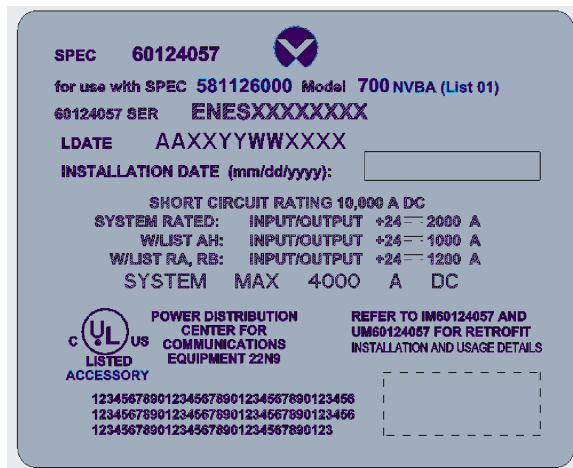 SPEC 60124057
for use with SPEC 581126000 Model 700 NVBA (List 01)
60124057 SER ENESXXXXXXXX
LDATE AAXXYYWWXXXX
INSTALLATION DATE (mm/dd/yyyy):
SHORT CIRCUIT RATING 10,000 A DC
SYSTEM RATED: INPUT/OUTPUT +24⎓ 2000 A
W/LIST AH: INPUT/OUTPUT +24⎓ 1000 A
W/LIST RA, RB: INPUT/OUTPUT +24⎓ 1200 A
SYSTEM MAX 4000 A DC
C UL US
LISTED
ACCESSORY
POWER DISTRIBUTION
CENTER FOR
COMMUNICATIONS
EQUIPMENT 22N9
REFER TO IM60124057 AND
UM60124057 FOR RETROFIT
INSTALLATION AND USAGE DETAILS
123456789012345678901234567890123456
123456789012345678901234567890123456
123456789012345678901234567890123